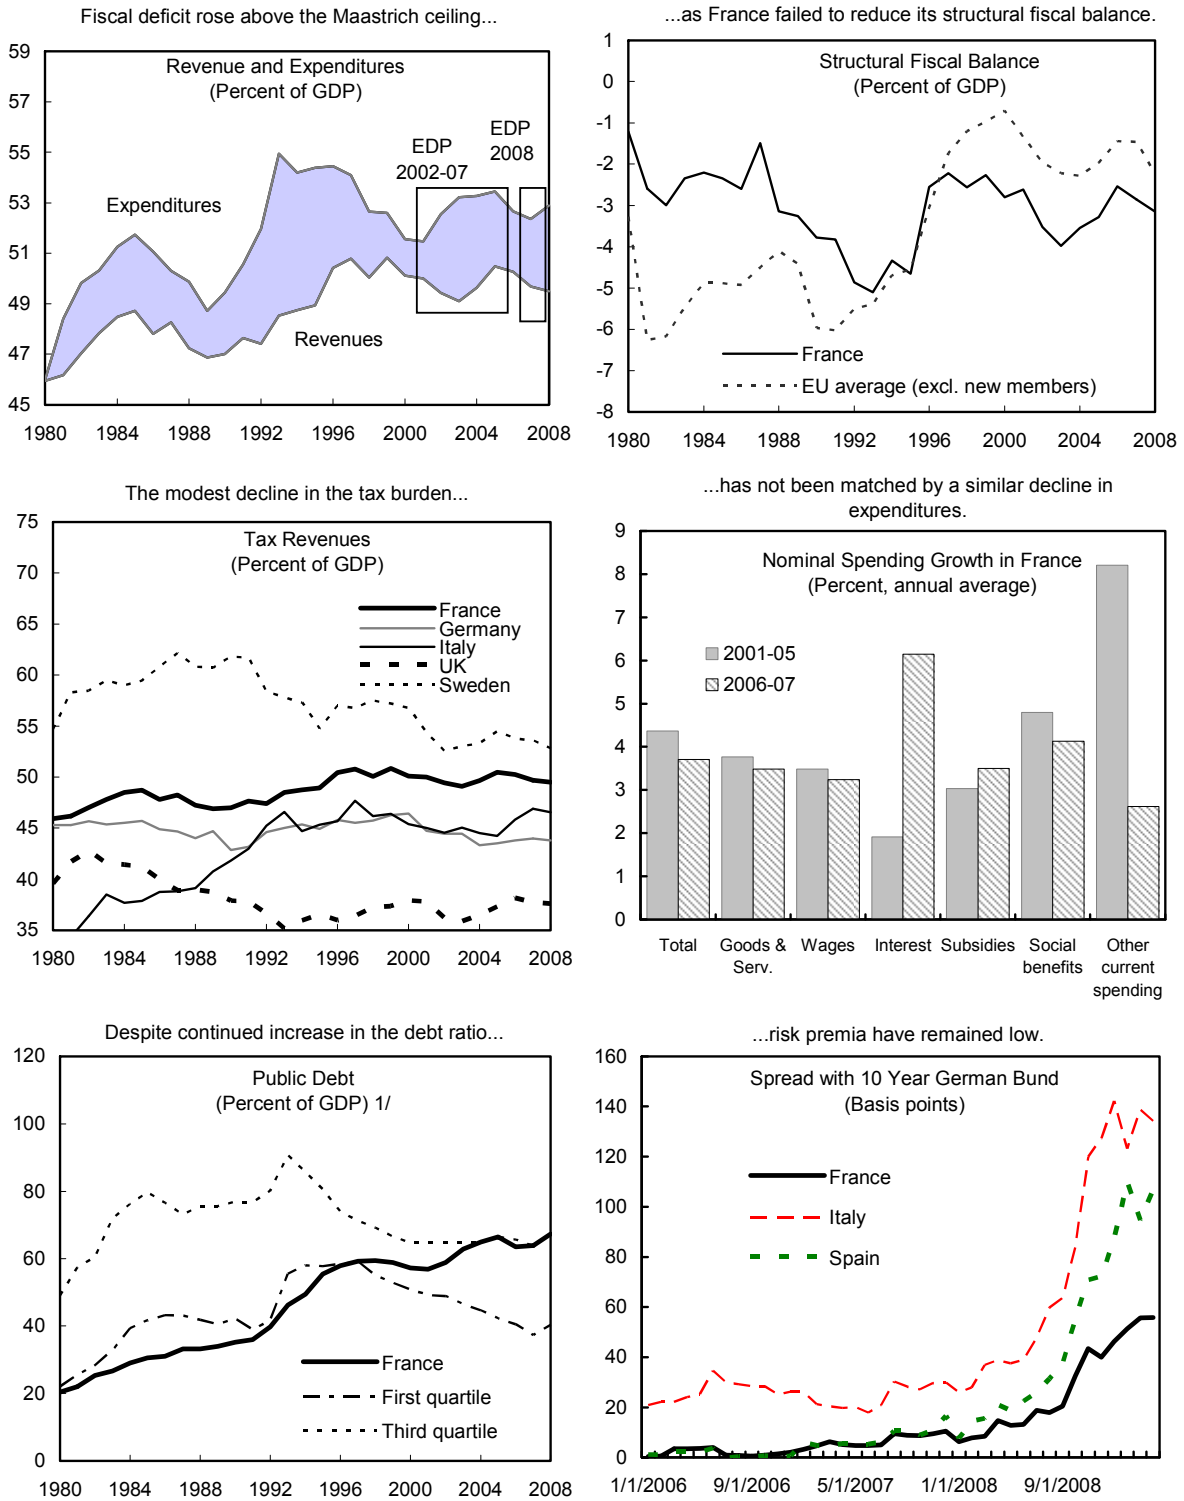 Fiscal deficit rose above the Maastrich ceiling...
Revenue and Expenditures
(Percent of GDP)
59
57
55
53
51
49
47
45
EDP
2002-07
EDP
2008
Expenditures
Revenues
1980 1984 1988 1992 1996 2000 2004 2008
...as France failed to reduce its structural fiscal balance.
Structural Fiscal Balance
(Percent of GDP)
1
0
-1
-2
-3
-4
-5
-6
-7
-8
France
EU average (excl. new members)
1980 1984 1988 1992 1996 2000 2004 2008
The modest decline in the tax burden...
Tax Revenues
(Percent of GDP)
75
70
65
60
55
50
45
40
35
France
Germany
Italy
UK
Sweden
1980 1984 1988 1992 1996 2000 2004 2008
...has not been matched by a similar decline in
expenditures.
Nominal Spending Growth in France
(Percent, annual average)
9
8
7
6
5
4
3
2
1
0
2001-05
2006-07
Total Goods & Wages Interest Subsidies Social Other
Serv. benefits current
spending
Despite continued increase in the debt ratio...
Public Debt
(Percent of GDP) 1/
120
100
80
60
40
20
0
France
First quartile
Third quartile
1980 1984 1988 1992 1996 2000 2004 2008
...risk premia have remained low.
Spread with 10 Year German Bund
(Basis points)
160
140
120
100
80
60
40
20
0
France
Italy
Spain
1/1/2006 9/1/2006 5/1/2007 1/1/2008 9/1/2008